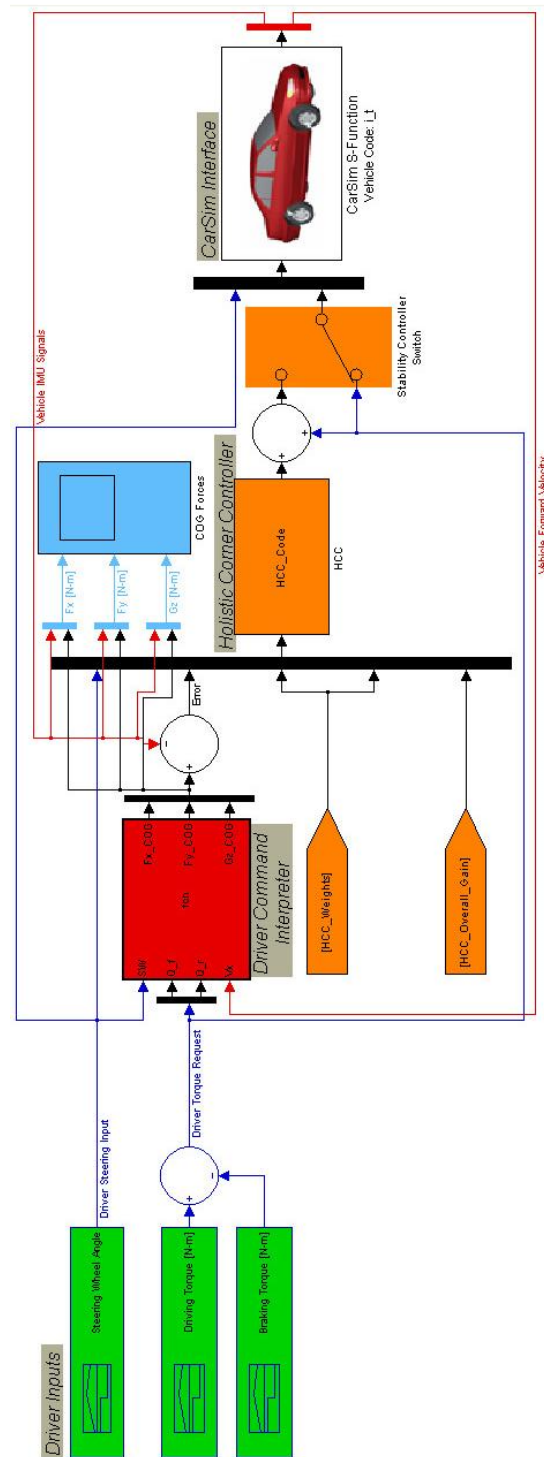 Driver Inputs
Steering Wheel Angle
Driving Torque [N-m]
Braking Torque [N-m]
Driver Steering Input
Driver Torque Request
+
-
SW
Q_f
Q_r
Vx
fcn
Fx_COG
Fy_COG
Gz_COG
Driver Command
Interpreter
[HCC_Weights]
[HCC_Overall_Gain]
+
-
Error
Fx [N-m]
Fy [N-m]
Gz [N-m]
COG Forces
Vehicle IMU Signals
Holistic Corner Controller
HCC_Code
HCC
+
+
Stability Controller
Switch
CarSim Interface
CarSim S-Function
Vehicle Code: i_t
Vehicle Forward Velocity